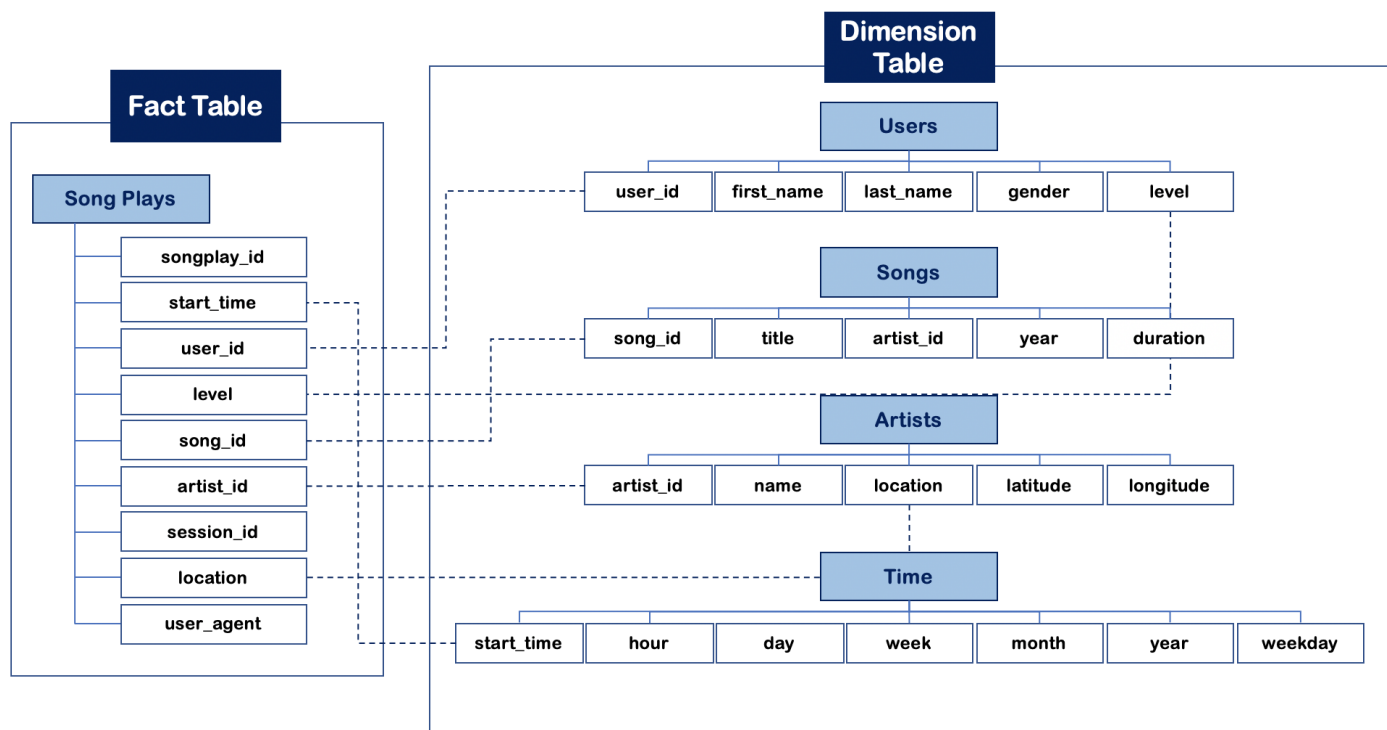 Dimension
Table
Fact Table
Users
user_id
first_name
last_name
gender
level
Song Plays
songplay_id
start_time
user_id
level
song_id
artist_id
session_id
location
user_agent
Songs
song_id
title
artist_id
year
duration
Artists
artist_id
name
location
latitude
longitude
Time
start_time
hour
day
week
month
year
weekday